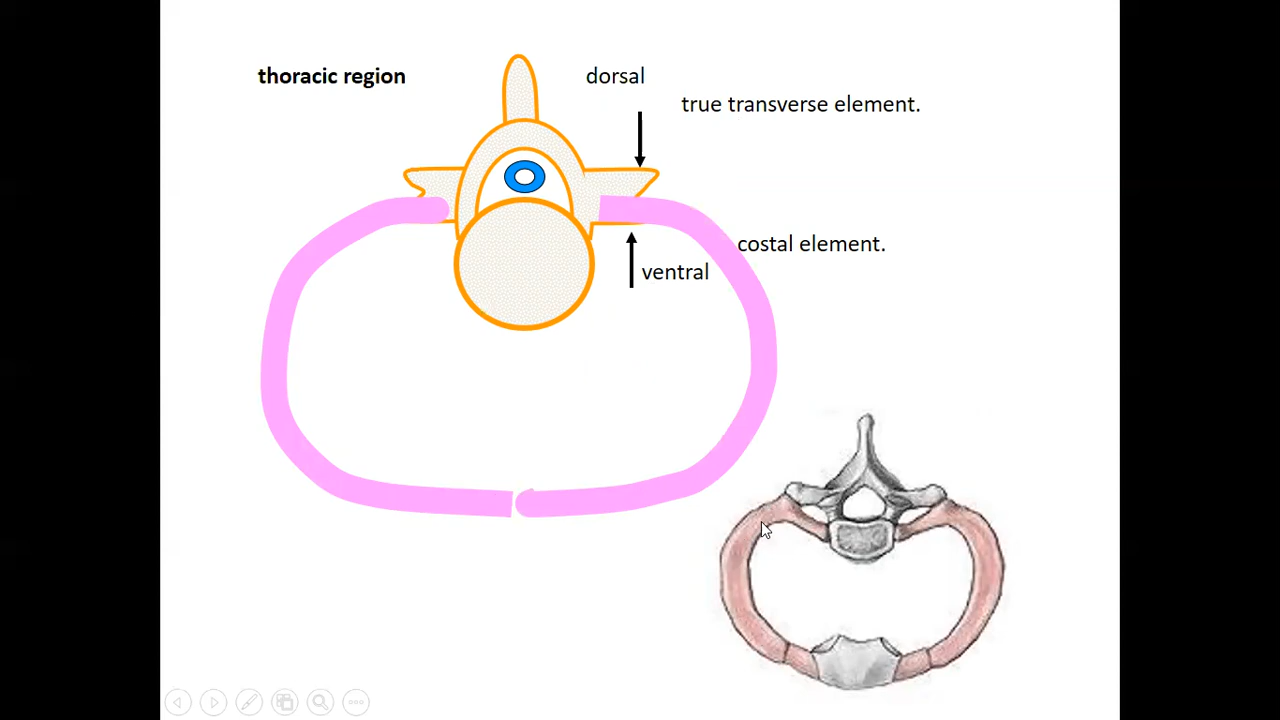 thoracic region
dorsal
true transverse element.
costal element.
ventral